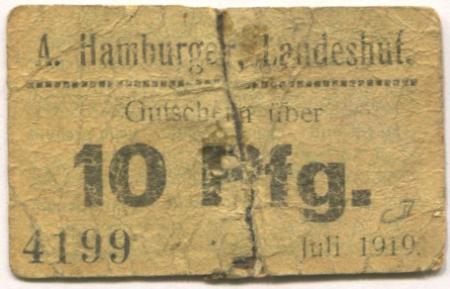 A. Hamburger, Landeshut.
Gutschein über
10 Pfg.
4199 Juli 1919.